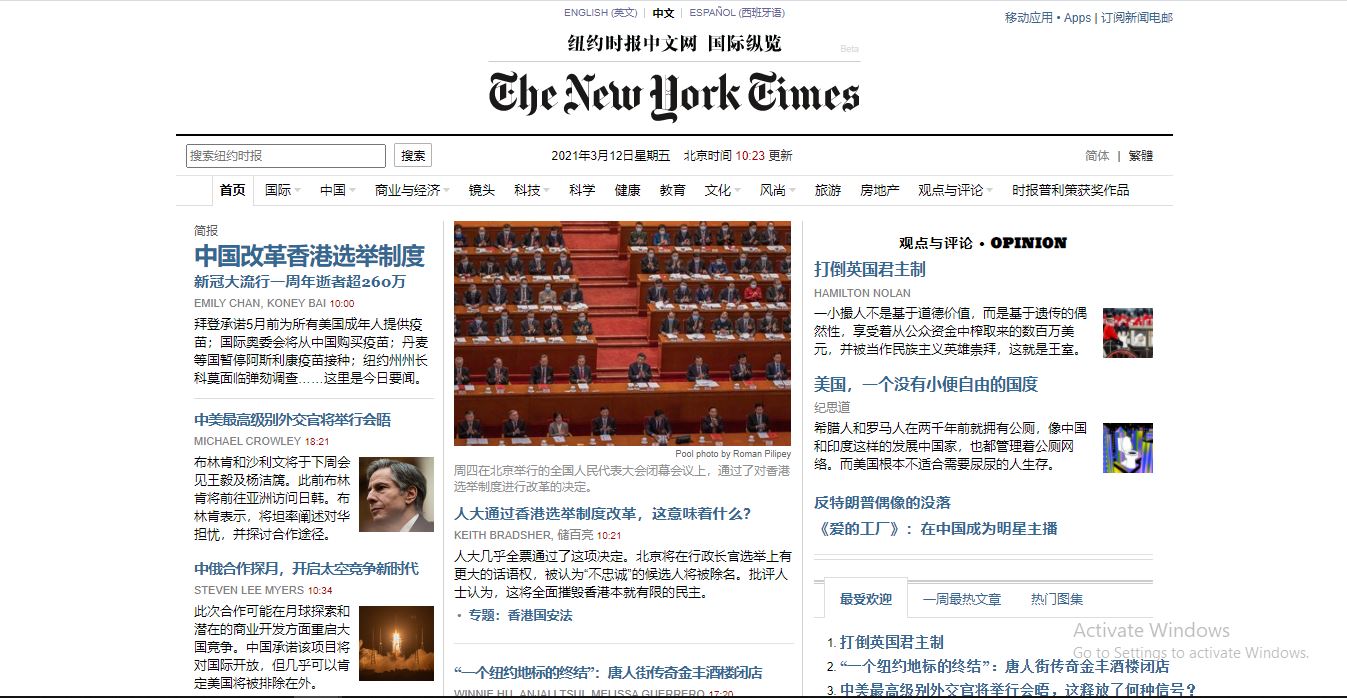 ENGLISH (英文) | 中文 | ESPAÑOL (西班牙语)
移动应用 • Apps | 订阅新闻电邮
纽约时报中文网 国际纵览
Beta
The New York Times
搜索纽约时报 搜索
2021年3月12日星期五 北京时间 10:23 更新
简体 | 繁體
首页 国际 中国 商业与经济 镜头 科技 科学 健康 教育 文化 风尚 旅游 房地产 观点与评论 时报普利策获奖作品
简报
中国改革香港选举制度
新冠大流行一周年逝者超260万
EMILY CHAN, KONEY BAI 10:00
拜登承诺5月前为所有美国成年人提供疫
苗；国际奥委会将从中国购买疫苗；丹麦
等国暂停阿斯利康疫苗接种；纽约州州长
科莫面临弹劾调查……这里是今日要闻。
中美最高级别外交官将举行会晤
MICHAEL CROWLEY 18:21
布林肯和沙利文将于下周会
见王毅及杨洁篪。此前布林
肯将前往亚洲访问日韩。布
林肯表示，将坦率阐述对华
担忧，并探讨合作途径。
中俄合作探月，开启太空竞争新时代
STEVEN LEE MYERS 10:34
此次合作可能在月球探索和
潜在的商业开发方面重启大
国竞争。中国承诺该项目将
对国际开放，但几乎可以肯
定美国将被排除在外。
Pool photo by Roman Pilipey
周四在北京举行的全国人民代表大会闭幕会议上，通过了对香港
选举制度进行改革的决定。
人大通过香港选举制度改革，这意味着什么？
KEITH BRADSHER, 储百亮 10:21
人大几乎全票通过了这项决定。北京将在行政长官选举上有
更大的话语权，被认为“不忠诚”的候选人将被除名。批评人
士认为，这将全面摧毁香港本就有限的民主。
• 专题：香港国安法
“一个纽约地标的终结”：唐人街传奇金丰酒楼闭店
WINNIE HU, ANJALI TSUI, MELISSA GUERRERO 17:20
观点与评论 • OPINION
打倒英国君主制
HAMILTON NOLAN
一小撮人不是基于道德价值，而是基于遗传的偶
然性，享受着从公众资金中榨取来的数百万美
元，并被当作民族主义英雄崇拜，这就是王室。
美国，一个没有小便自由的国度
纪思道
希腊人和罗马人在两千年前就拥有公厕，像中国
和印度这样的发展中国家，也都管理着公厕网
络。而美国根本不适合需要尿尿的人生存。
反特朗普偶像的没落
《爱的工厂》：在中国成为明星主播
最受欢迎 一周最热文章 热门图集
1. 打倒英国君主制
2. “一个纽约地标的终结”：唐人街传奇金丰酒楼闭店
3. 中美最高级别外交官将举行会晤，这释放了何种信号？
Activate Windows
Go to Settings to activate Windows.